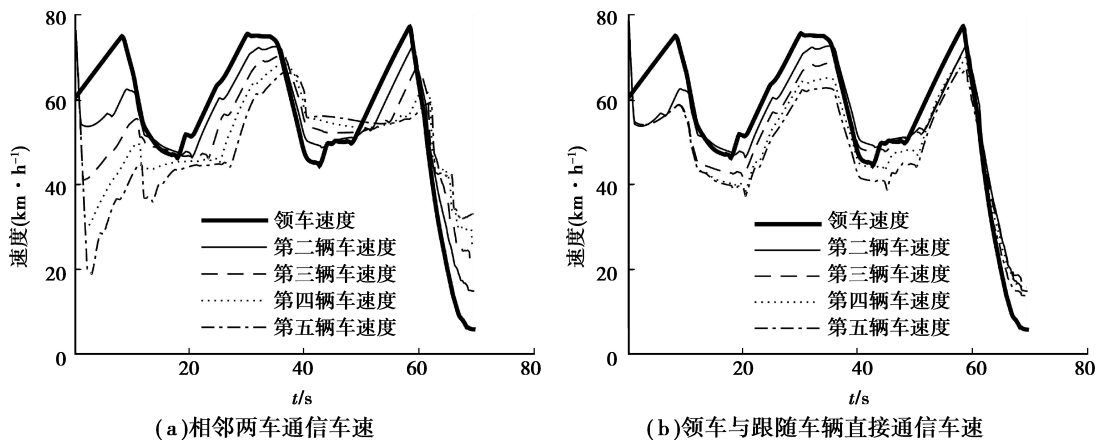 80
60
40
20
0
速度(km·h⁻¹)
领车速度
第二辆车速度
第三辆车速度
第四辆车速度
第五辆车速度
20
40
60
80
t/s
(a)相邻两车通信车速
80
60
40
20
0
速度(km·h⁻¹)
领车速度
第二辆车速度
第三辆车速度
第四辆车速度
第五辆车速度
20
40
60
80
t/s
(b)领车与跟随车辆直接通信车速